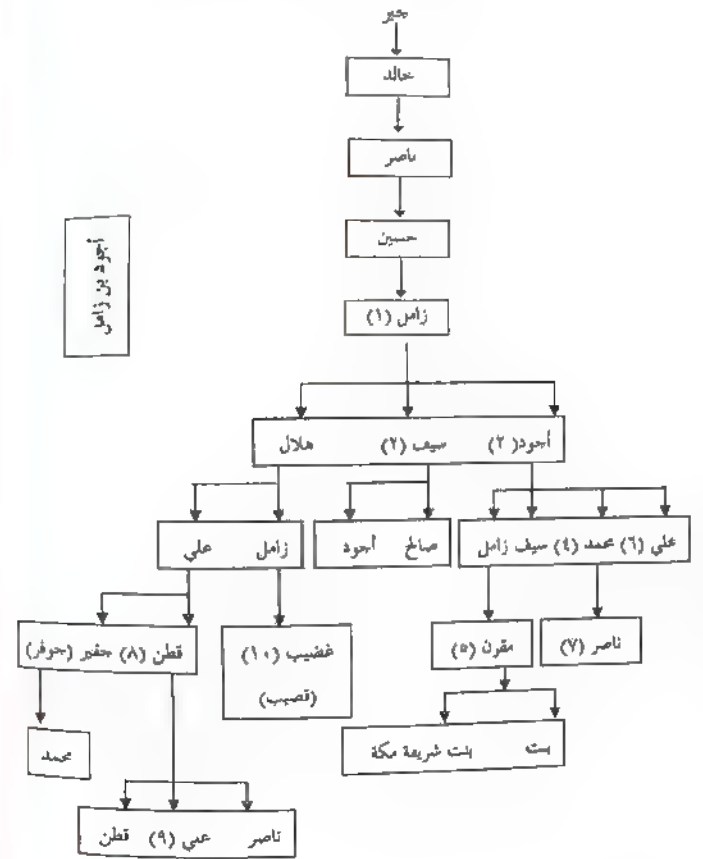 جبر
خالد
ناصر
حسين
زامل (١)
أجود بن زامل
أجود (٢) سيف (٢) هلال
علي (٦) محمد (٤) سيف زامل
صالح أجود
زامل علي
ناصر (٧)
مقرن (٥)
غضيب (١٠)
(قصيب)
قطن (٨) جفير (جوفر)
بنت بنت شريفة مكة
محمد
ناصر علي (٩) قطن